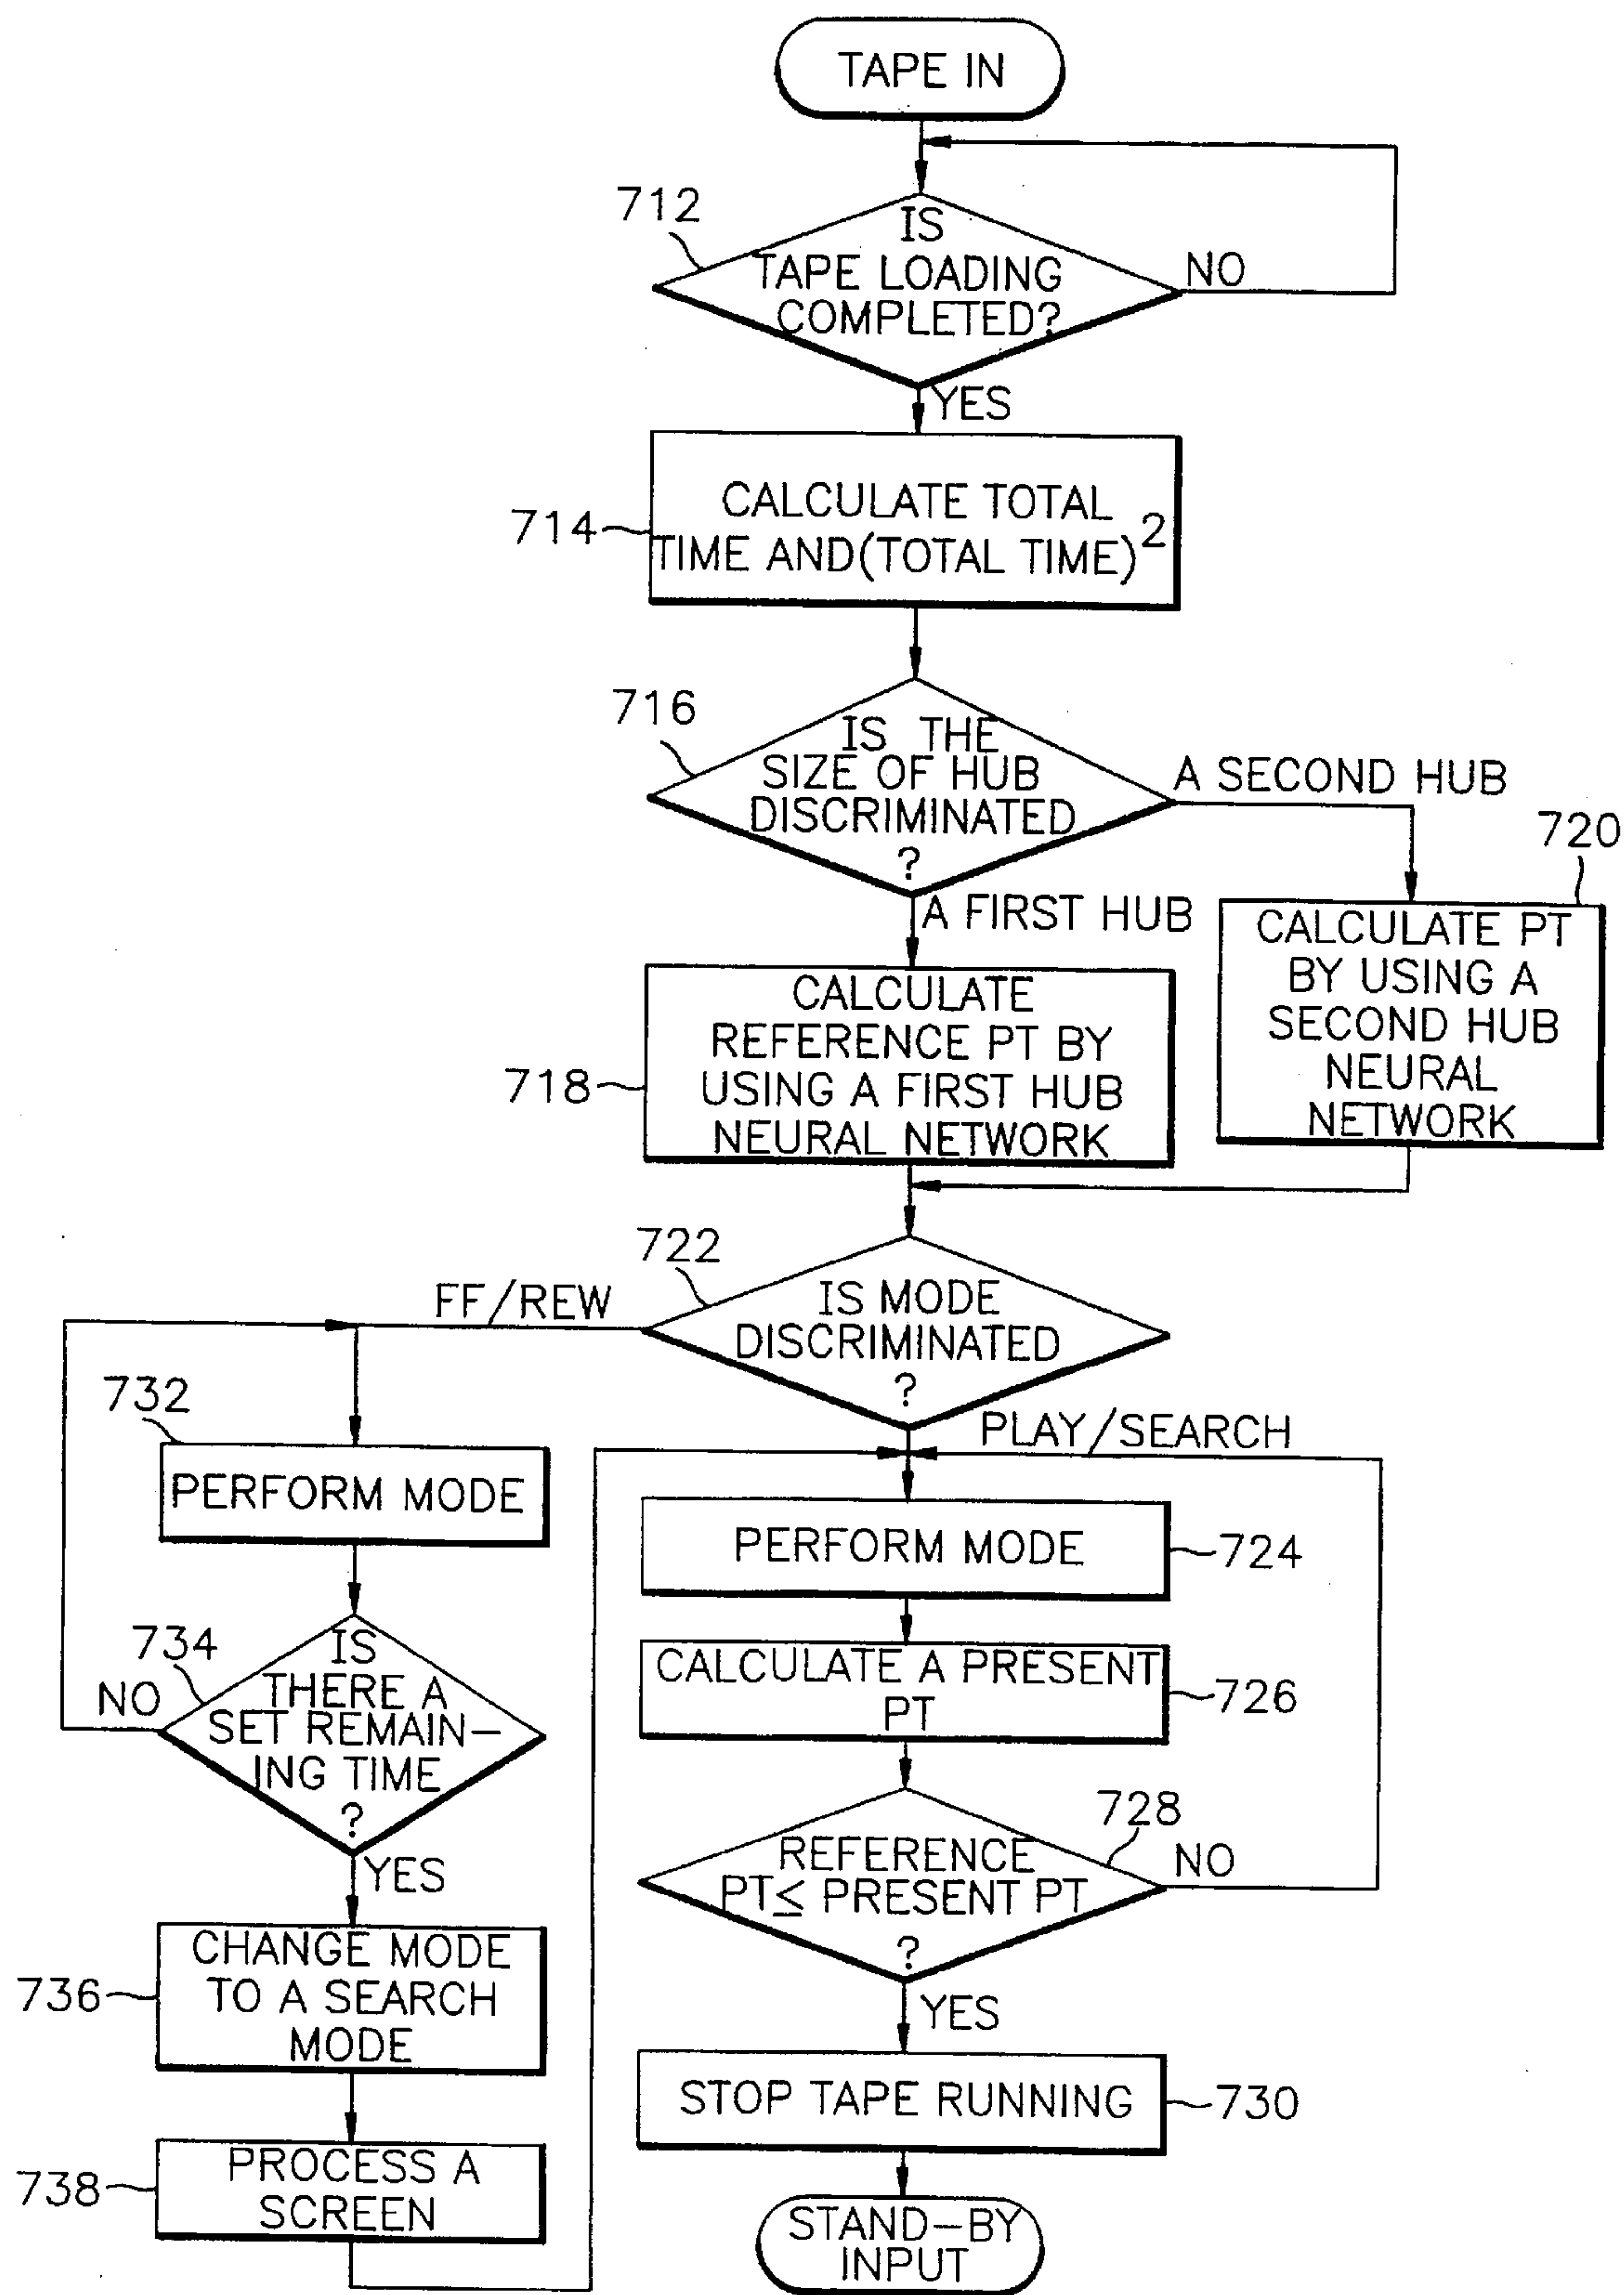 TAPE IN
712
IS
TAPE LOADING
COMPLETED?
NO
YES
714
CALCULATE TOTAL
TIME AND(TOTAL TIME)2
716
IS THE
SIZE OF HUB
DISCRIMINATED
?
A SECOND HUB
A FIRST HUB
720
CALCULATE PT
BY USING A
SECOND HUB
NEURAL
NETWORK
718
CALCULATE
REFERENCE PT BY
USING A FIRST HUB
NEURAL NETWORK
722
IS MODE
DISCRIMINATED
?
FF/REW
PLAY/SEARCH
732
PERFORM MODE
734
IS
THERE A
SET REMAIN-
ING TIME
?
NO
YES
736
CHANGE MODE
TO A SEARCH
MODE
738
PROCESS A
SCREEN
PERFORM MODE
724
CALCULATE A PRESENT
PT
726
728
REFERENCE
PT≤ PRESENT PT
?
NO
YES
STOP TAPE RUNNING
730
STAND-BY
INPUT